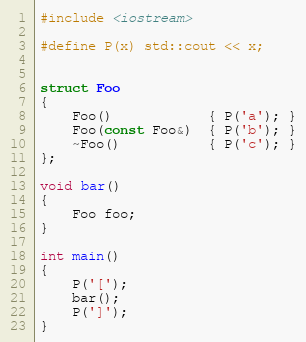 1 #include <iostream>
2
3 #define P(x) std::cout << x;
4
5
6 struct Foo
7 {
8     Foo()             { P('a'); }
9     Foo(const Foo&)  { P('b'); }
10     ~Foo()            { P('c'); }
11 };
12
13 void bar()
14 {
15     Foo foo;
16 }
17
18 int main()
19 {
20     P('[');
21     bar();
22     P(']');
23 }